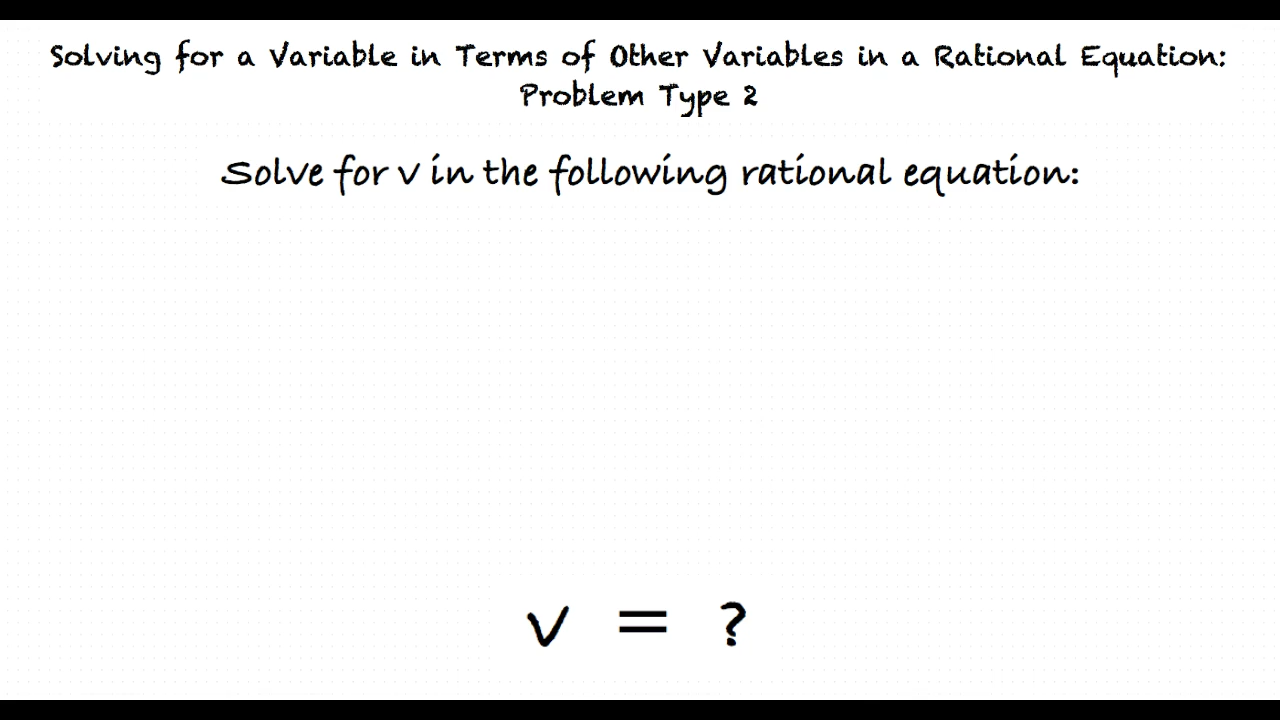 Solving for a Variable in Terms of Other Variables in a Rational Equation:
Problem Type 2
Solve for v in the following rational equation:
v = ?